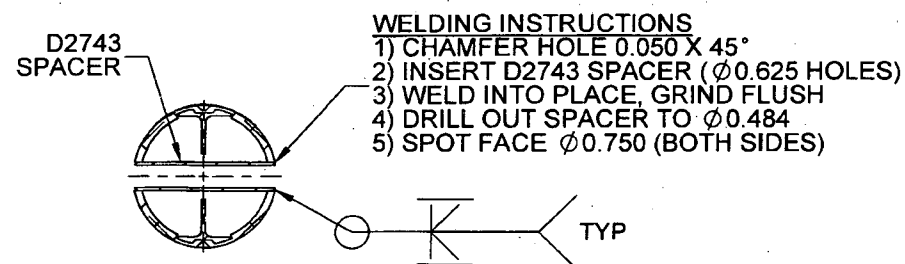 D2743
SPACER
WELDING INSTRUCTIONS
1) CHAMFER HOLE 0.050 X 45°
2) INSERT D2743 SPACER (Ø0.625 HOLES)
3) WELD INTO PLACE, GRIND FLUSH
4) DRILL OUT SPACER TO Ø0.484
5) SPOT FACE Ø0.750 (BOTH SIDES)
TYP